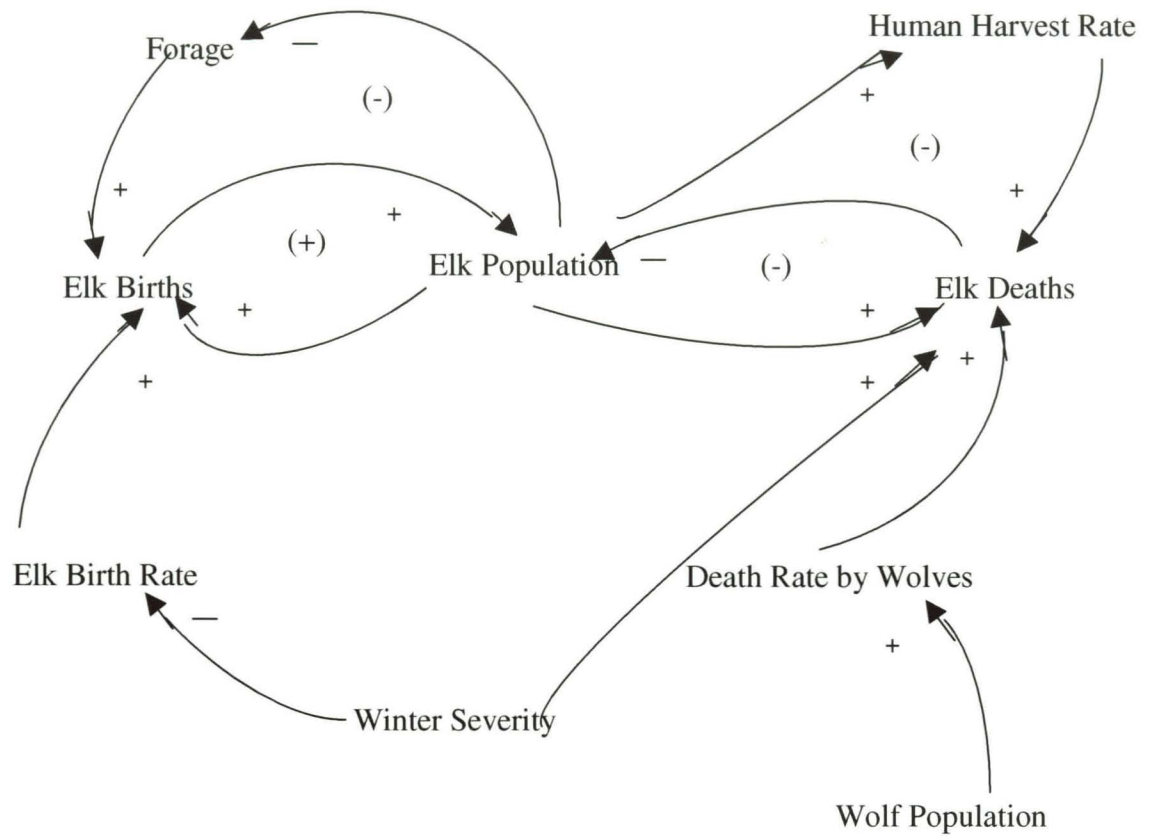 Human Harvest Rate
Forage
—
(-)
+
(-)
+
+
+
(+)
Elk Population
—
(-)
Elk Births
Elk Deaths
+
+
+
+
+
Elk Birth Rate
Death Rate by Wolves
—
+
Winter Severity
Wolf Population